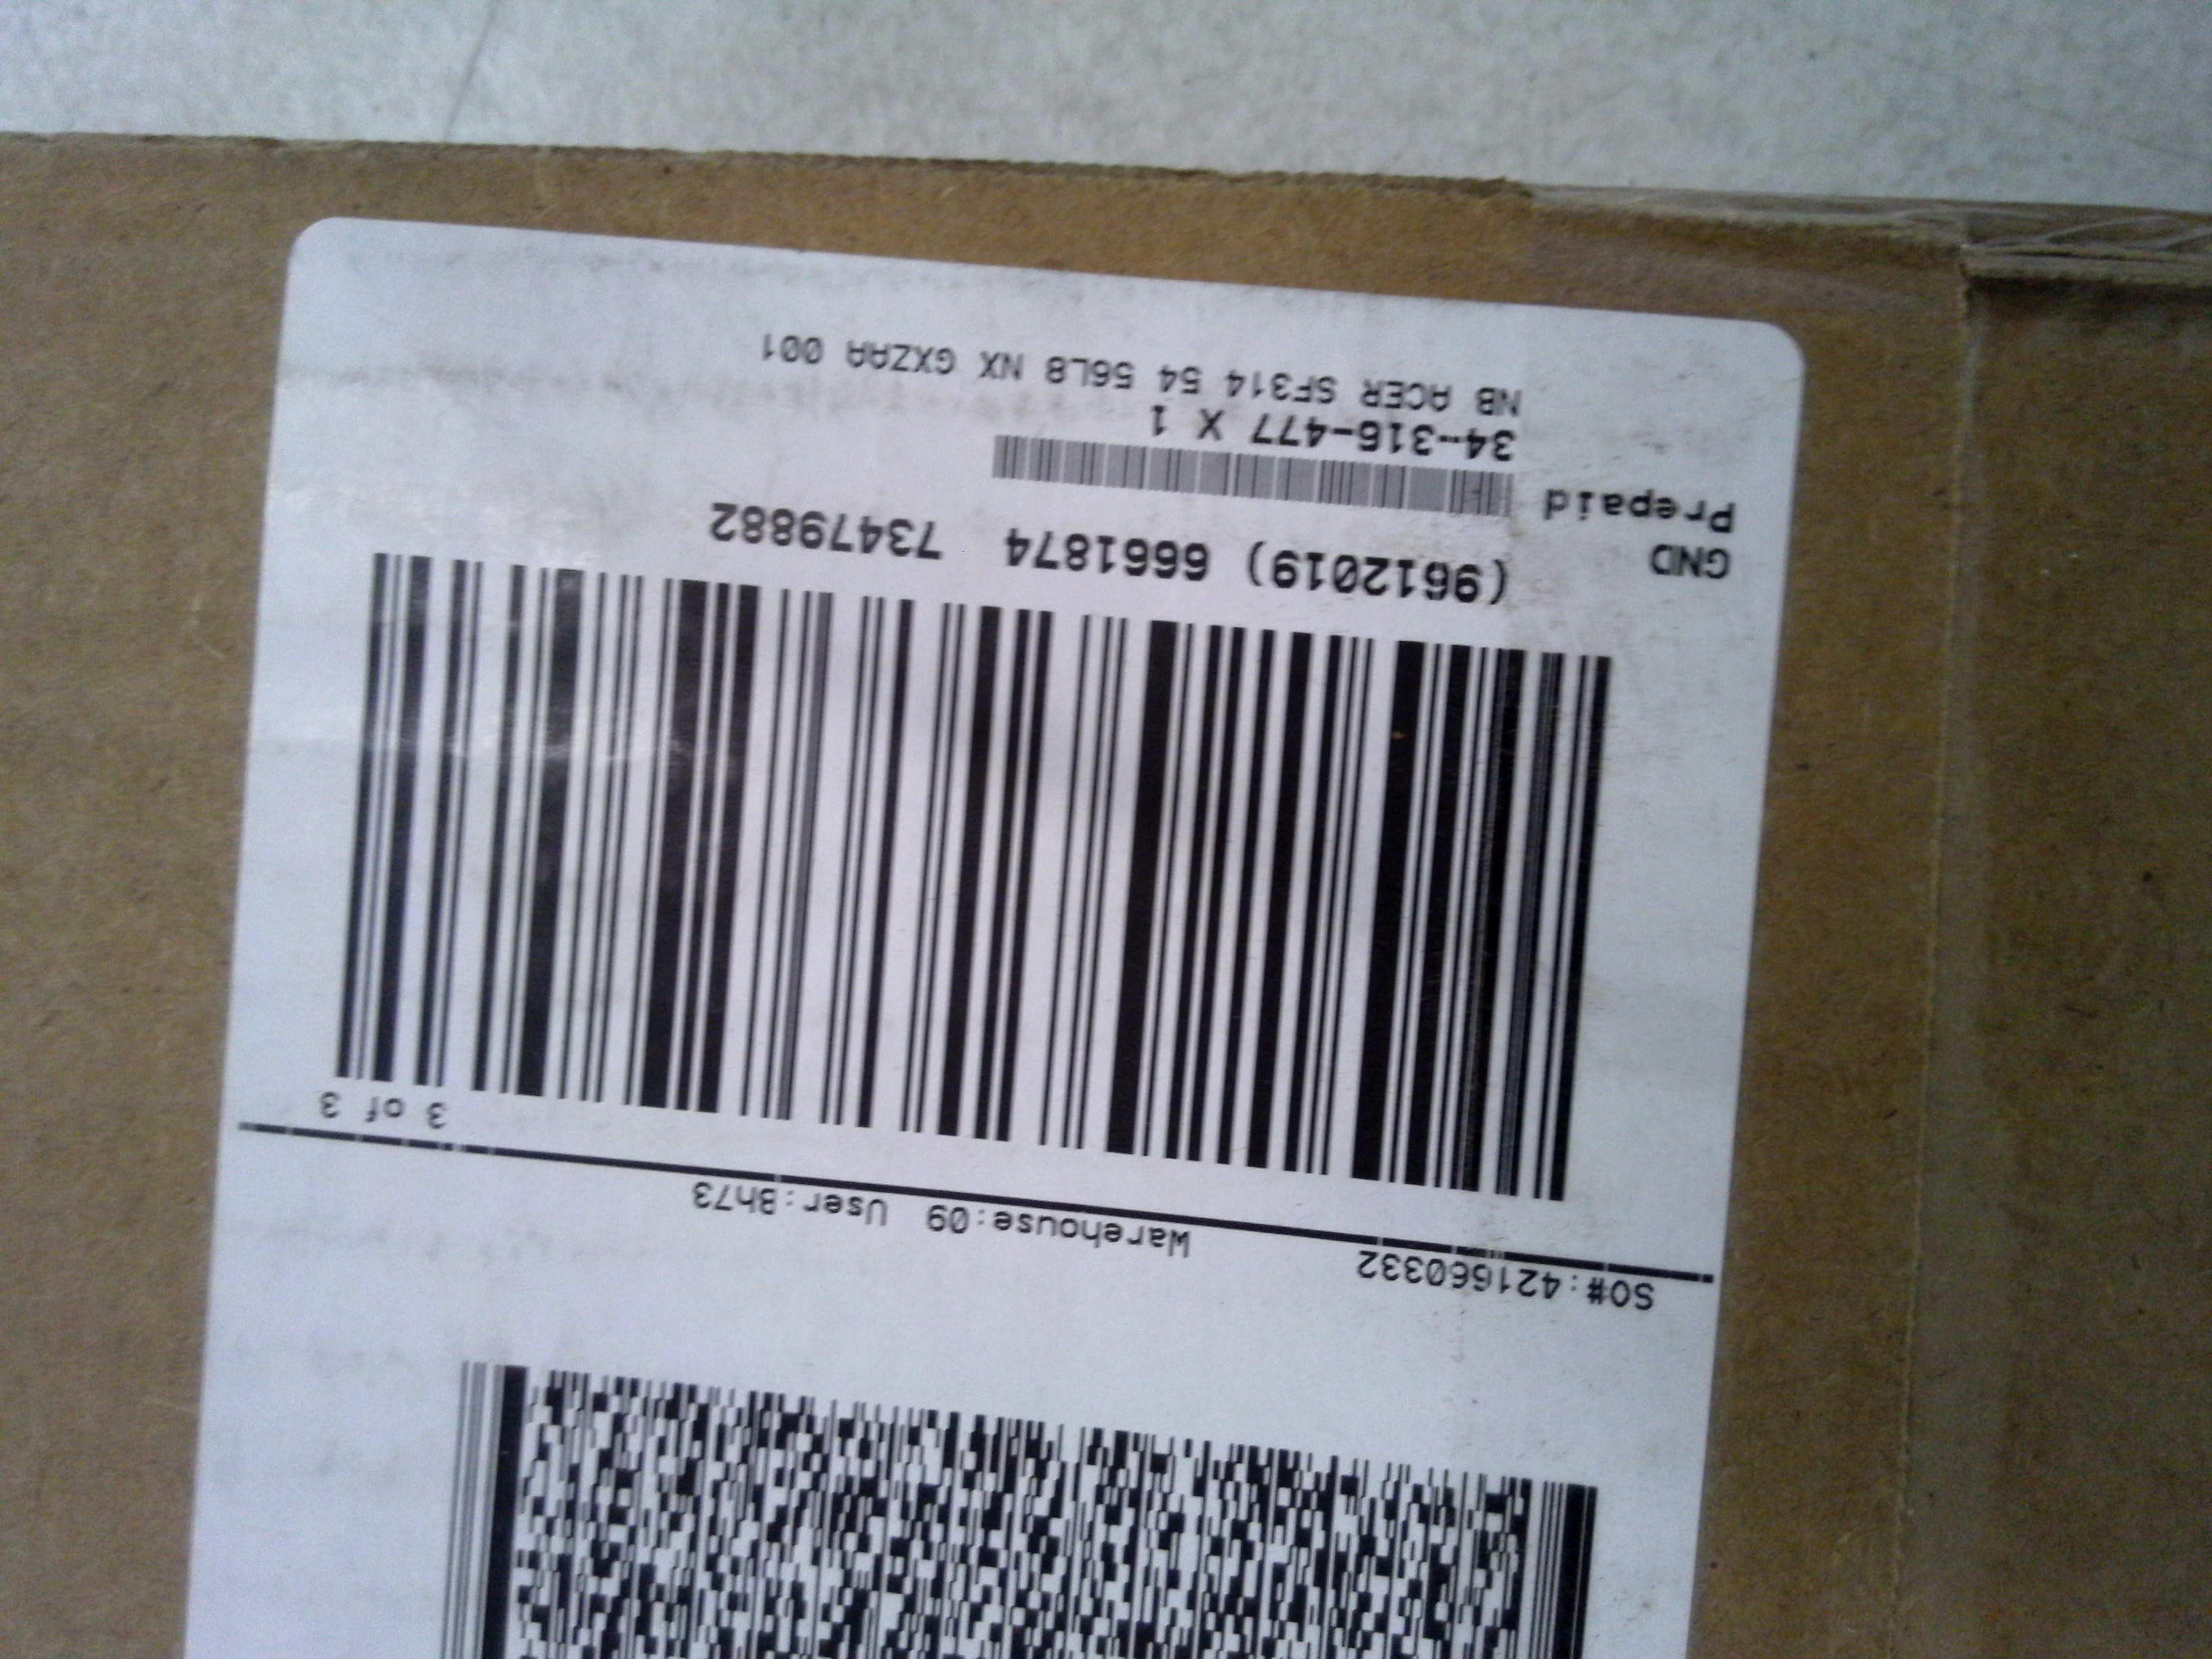 SO#:421660332 Warehouse:09 User:Bh73
3 of 3
(9612019) 6661874 73479882
GND
Prepaid
34-316-477 X 1
NB ACER SF314 54 56L8 NX GXZAA 001